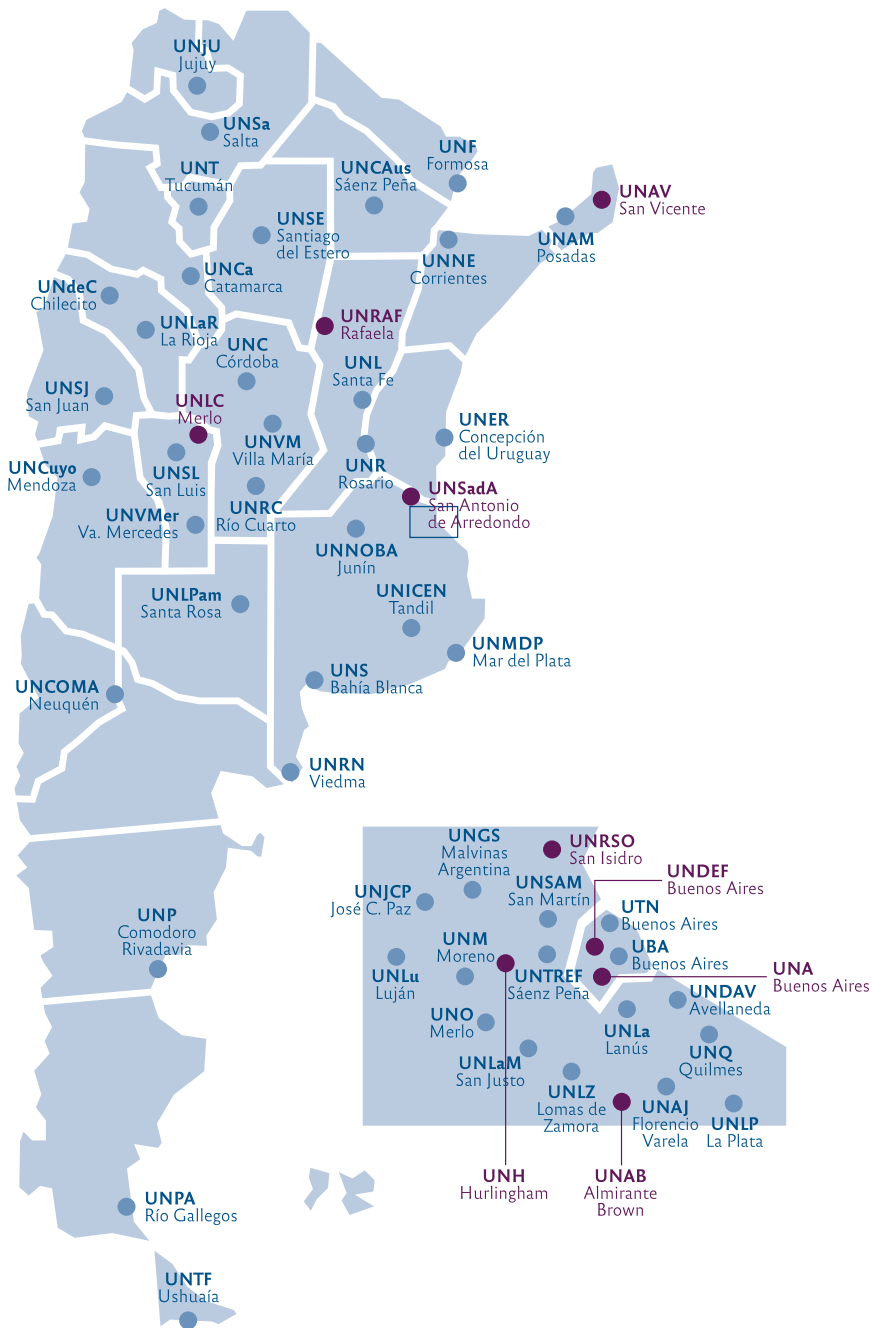 UNjU
Jujuy
UNSa
Salta
UNT
Tucumán
UNCAus
Sáenz Peña
UNF
Formosa
UNAV
San Vicente
UNAM
Posadas
UNSE
Santiago
del Estero
UNNE
Corrientes
UNCa
Catamarca
UNdeC
Chilecito
UNLaR
La Rioja
UNRAF
Rafaela
UNC
Córdoba
UNL
Santa Fe
UNSJ
San Juan
UNLC
Merlo
UNER
Concepción
del Uruguay
UNVM
Villa María
UNCuyo
Mendoza
UNSL
San Luis
UNR
Rosario
UNSadA
San Antonio
de Arredondo
UNVMer
Va. Mercedes
UNRC
Río Cuarto
UNNOBA
Junín
UNLPam
Santa Rosa
UNICEN
Tandil
UNMDP
Mar del Plata
UNS
Bahía Blanca
UNCOMA
Neuquén
UNRN
Viedma
UNP
Comodoro
Rivadavia
UNPA
Río Gallegos
UNTF
Ushuaía
UNGS
Malvinas
Argentina
UNRSO
San Isidro
UNDEF
Buenos Aires
UNJCP
José C. Paz
UNSAM
San Martín
UTN
Buenos Aires
UNM
Moreno
UBA
Buenos Aires
UNLu
Luján
UNTREF
Sáenz Peña
UNA
Buenos Aires
UNDAV
Avellaneda
UNO
Merlo
UNLa
Lanús
UNQ
Quilmes
UNLaM
San Justo
UNLZ
Lomas de
Zamora
UNAJ
Florencio
Varela
UNLP
La Plata
UNH
Hurlingham
UNAB
Almirante
Brown